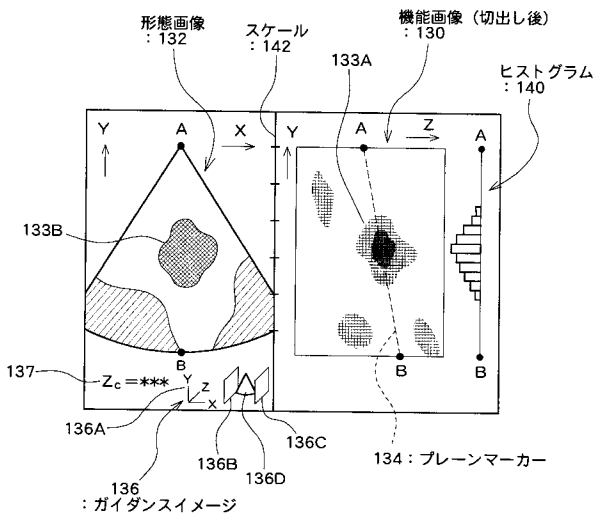 形態画像
：132
スケール
：142
機能画像（切出し後）
：130
133A
ヒストグラム
：140
Y
A
X
Y
A
Z
A
133B
B
B
B
137
Zc=***
Y
Z
X
136A
136B
136C
136D
136
：ガイダンスイメージ
134：プレーンマーカー